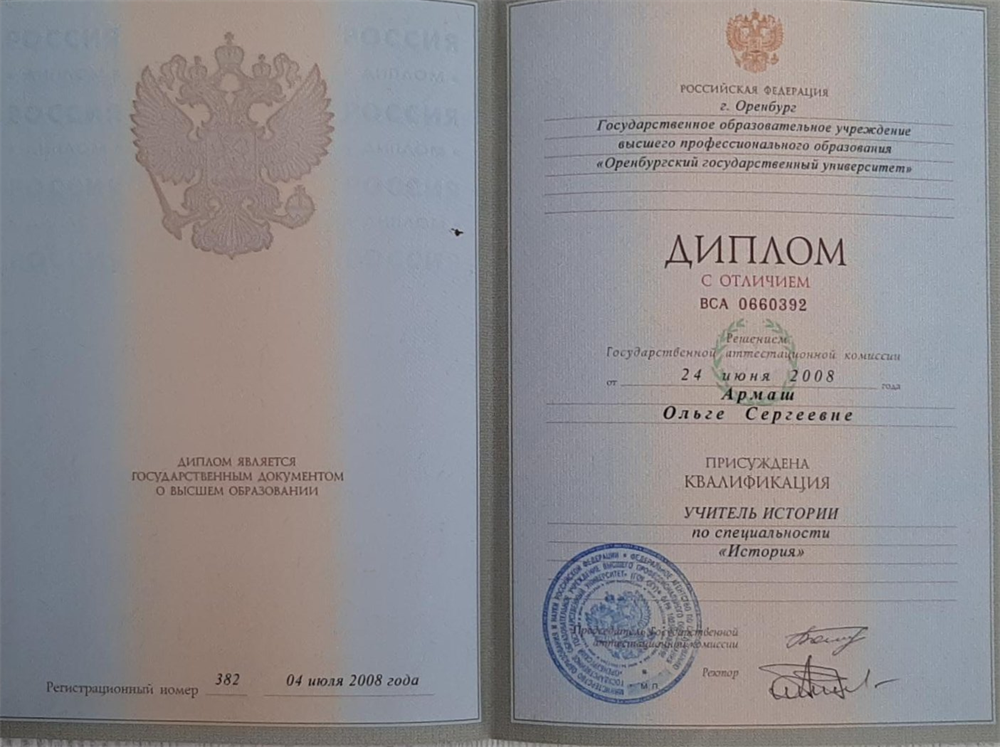 ДИПЛОМ ЯВЛЯЕТСЯ
ГОСУДАРСТВЕННЫМ ДОКУМЕНТОМ
О ВЫСШЕМ ОБРАЗОВАНИИ
Регистрационный номер 382 04 июля 2008 года
РОССИЙСКАЯ ФЕДЕРАЦИЯ
г. Оренбург
Государственное образовательное учреждение
высшего профессионального образования
«Оренбургский государственный университет»
ДИПЛОМ
С ОТЛИЧИЕМ
ВСА 0660392
Решением
Государственной аттестационной комиссии
от 24 июня 2008 года
Армаш
Ольге Сергеевне
ПРИСУЖДЕНА
КВАЛИФИКАЦИЯ
УЧИТЕЛЬ ИСТОРИИ
по специальности
«История»
Председатель Государственной
аттестационной комиссии
Ректор
М.П.